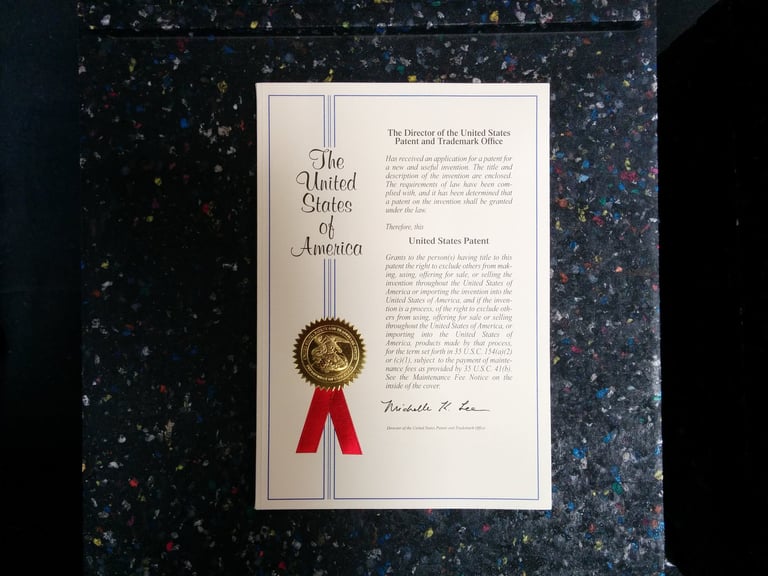 The
United
States
of
America
The Director of the United States
Patent and Trademark Office
Has received an application for a patent for
a new and useful invention. The title and
description of the invention are enclosed.
The requirements of law have been com-
plied with, and it has been determined that
a patent on the invention shall be granted
under the law.
Therefore, this
United States Patent
Grants to the person(s) having title to this
patent the right to exclude others from mak-
ing, using, offering for sale, or selling the
invention throughout the United States of
America or importing the invention into the
United States of America, and if the inven-
tion is a process, of the right to exclude oth-
ers from using, offering for sale or selling
throughout the United States of America, or
importing into the United States of
America, products made by that process,
for the term set forth in 35 U.S.C. 154(a)(2)
or (c)(1), subject to the payment of mainte-
nance fees as provided by 35 U.S.C. 41(b).
See the Maintenance Fee Notice on the
inside of the cover.
Michelle K. Lee
Director of the United States Patent and Trademark Office